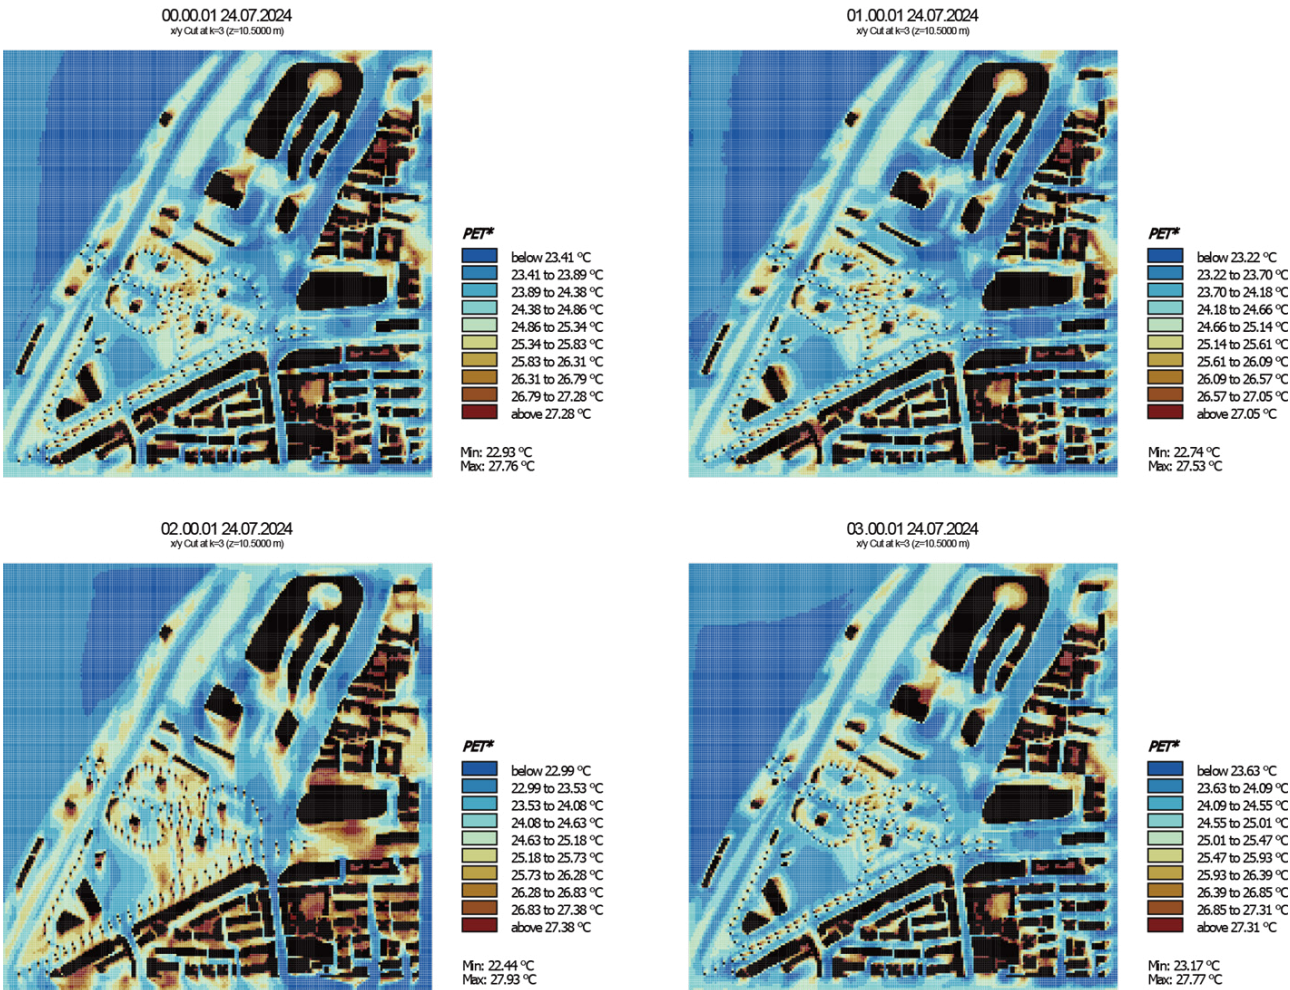 00.00.01 24.07.2024
x/y Cut at k=3 (z=10.5000 m)
PET*
below 23.41 °C
23.41 to 23.89 °C
23.89 to 24.38 °C
24.38 to 24.86 °C
24.86 to 25.34 °C
25.34 to 25.83 °C
25.83 to 26.31 °C
26.31 to 26.79 °C
26.79 to 27.28 °C
above 27.28 °C
Min: 22.93 °C
Max: 27.76 °C
01.00.01 24.07.2024
x/y Cut at k=3 (z=10.5000 m)
PET*
below 23.22 °C
23.22 to 23.70 °C
23.70 to 24.18 °C
24.18 to 24.66 °C
24.66 to 25.14 °C
25.14 to 25.61 °C
25.61 to 26.09 °C
26.09 to 26.57 °C
26.57 to 27.05 °C
above 27.05 °C
Min: 22.74 °C
Max: 27.53 °C
02.00.01 24.07.2024
x/y Cut at k=3 (z=10.5000 m)
PET*
below 22.99 °C
22.99 to 23.53 °C
23.53 to 24.08 °C
24.08 to 24.63 °C
24.63 to 25.18 °C
25.18 to 25.73 °C
25.73 to 26.28 °C
26.28 to 26.83 °C
26.83 to 27.38 °C
above 27.38 °C
Min: 22.44 °C
Max: 27.93 °C
03.00.01 24.07.2024
x/y Cut at k=3 (z=10.5000 m)
PET*
below 23.63 °C
23.63 to 24.09 °C
24.09 to 24.55 °C
24.55 to 25.01 °C
25.01 to 25.47 °C
25.47 to 25.93 °C
25.93 to 26.39 °C
26.39 to 26.85 °C
26.85 to 27.31 °C
above 27.31 °C
Min: 23.17 °C
Max: 27.77 °C